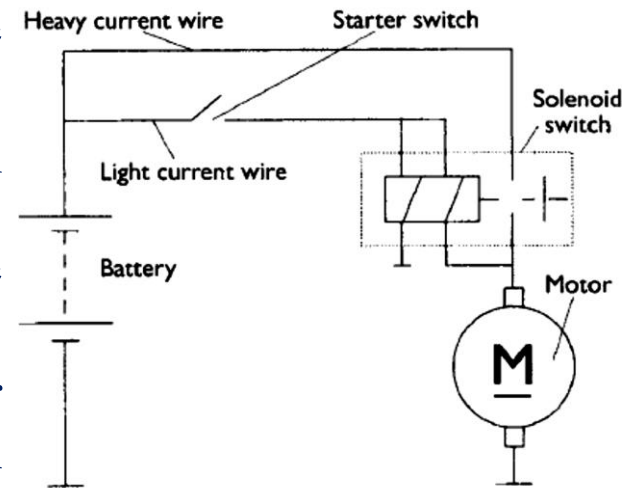 Heavy current wire
Starter switch
Solenoid
switch
Light current wire
Battery
Motor
M